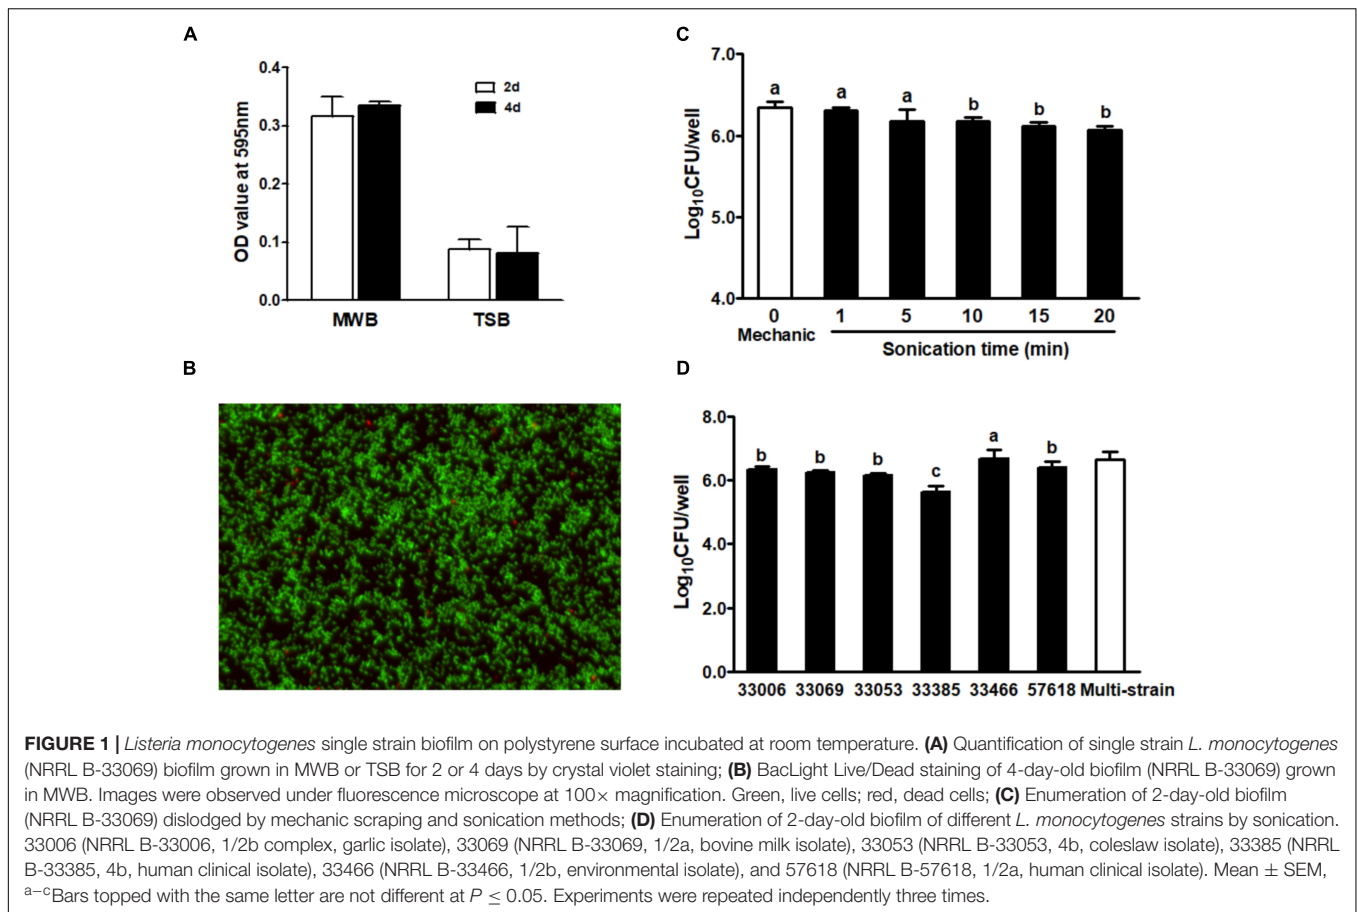 A
0.4
0.3
0.2
0.1
0.0
OD value at 595nm
2d
4d
MWB
TSB
B
C
7.0
6.0
5.0
4.0
Log10CFU/well
a
a
a
b
b
b
0
1
5
10
15
20
Mechanic
Sonication time (min)
D
8.0
6.0
4.0
2.0
0.0
Log10CFU/well
b
b
b
c
a
b
33006
33069
33053
33385
33466
57618
Multi-strain
FIGURE 1 | Listeria monocytogenes single strain biofilm on polystyrene surface incubated at room temperature. (A) Quantification of single strain L. monocytogenes
(NRRL B-33069) biofilm grown in MWB or TSB for 2 or 4 days by crystal violet staining; (B) BacLight Live/Dead staining of 4-day-old biofilm (NRRL B-33069) grown
in MWB. Images were observed under fluorescence microscope at 100× magnification. Green, live cells; red, dead cells; (C) Enumeration of 2-day-old biofilm
(NRRL B-33069) dislodged by mechanic scraping and sonication methods; (D) Enumeration of 2-day-old biofilm of different L. monocytogenes strains by sonication.
33006 (NRRL B-33006, 1/2b complex, garlic isolate), 33069 (NRRL B-33069, 1/2a, bovine milk isolate), 33053 (NRRL B-33053, 4b, coleslaw isolate), 33385 (NRRL
B-33385, 4b, human clinical isolate), 33466 (NRRL B-33466, 1/2b, environmental isolate), and 57618 (NRRL B-57618, 1/2a, human clinical isolate). Mean ± SEM,
a–cBars topped with the same letter are not different at P ≤ 0.05. Experiments were repeated independently three times.